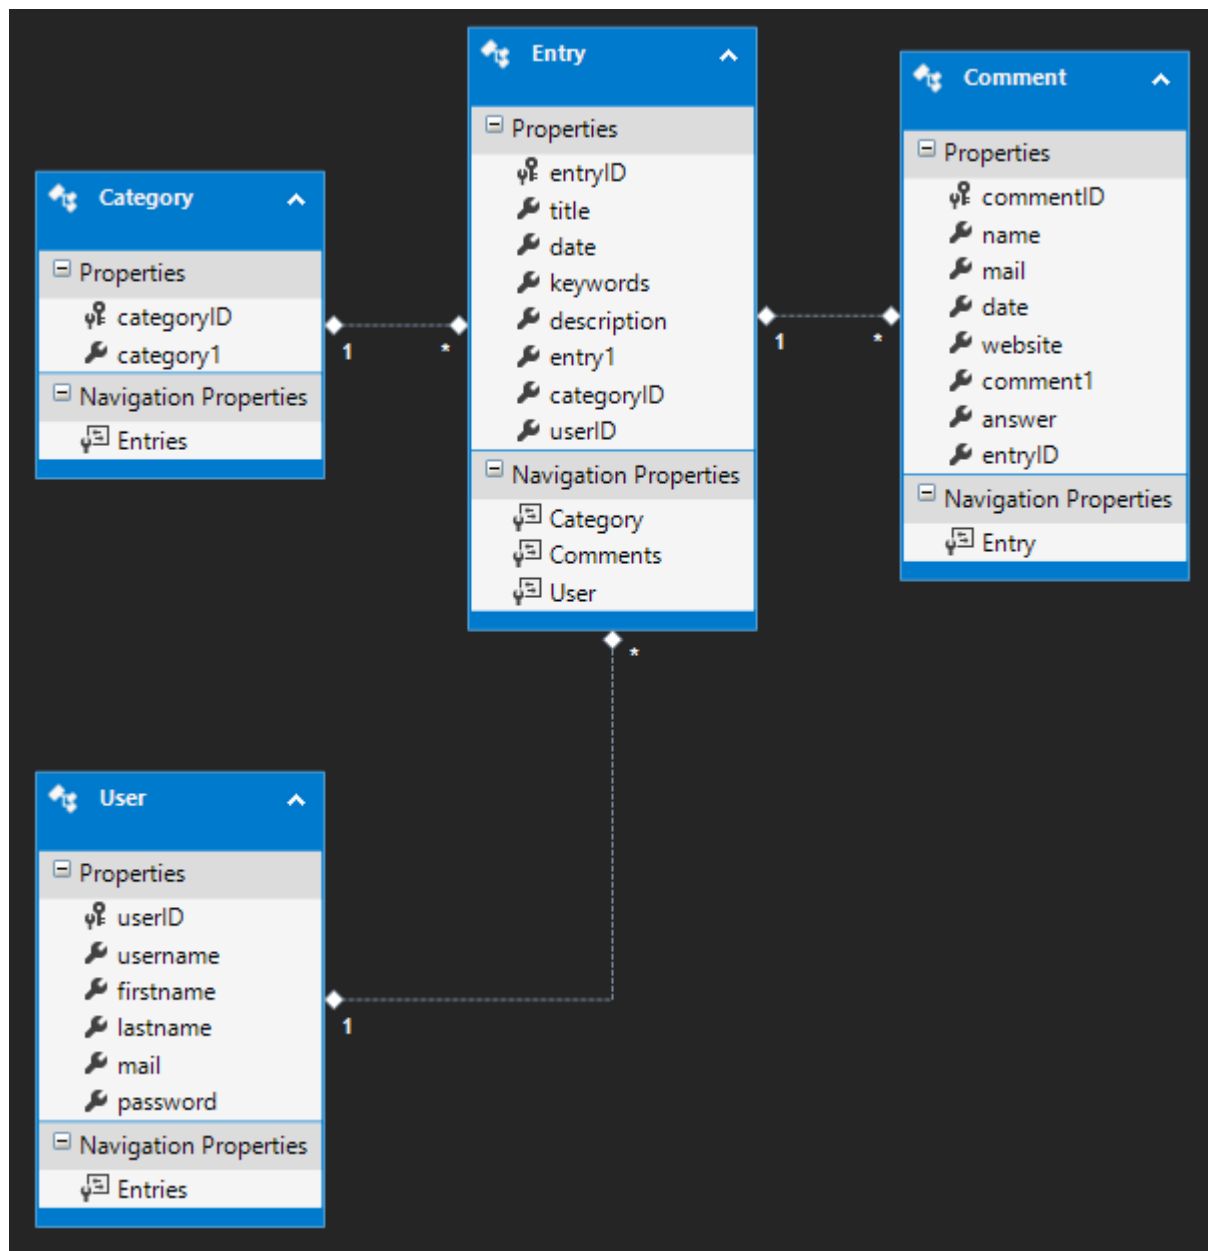 Category
Properties
categoryID
category1
Navigation Properties
Entries
1
*
Entry
Properties
entryID
title
date
keywords
description
entry1
categoryID
userID
Navigation Properties
Category
Comments
User
1
*
Comment
Properties
commentID
name
mail
date
website
comment1
answer
entryID
Navigation Properties
Entry
*
User
Properties
userID
username
firstname
lastname
mail
password
Navigation Properties
Entries
1